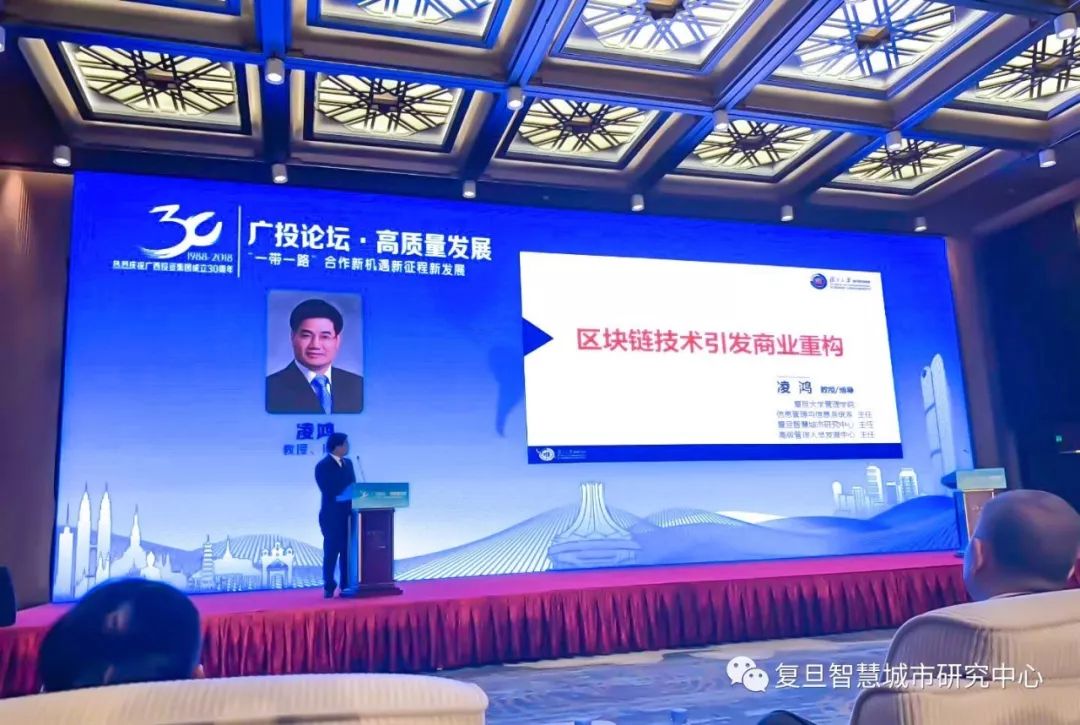 30
1988-2018
热烈庆祝广西投资集团成立30周年
广投论坛·高质量发展
“一带一路”合作新机遇新征程新发展
凌鸿
教授、
区块链技术引发商业重构
凌 鸿 教授/博导
复旦大学管理学院
信息管理与信息系统系 主任
复旦智慧城市研究中心 主任
高级管理人员发展中心 主任
复旦智慧城市研究中心